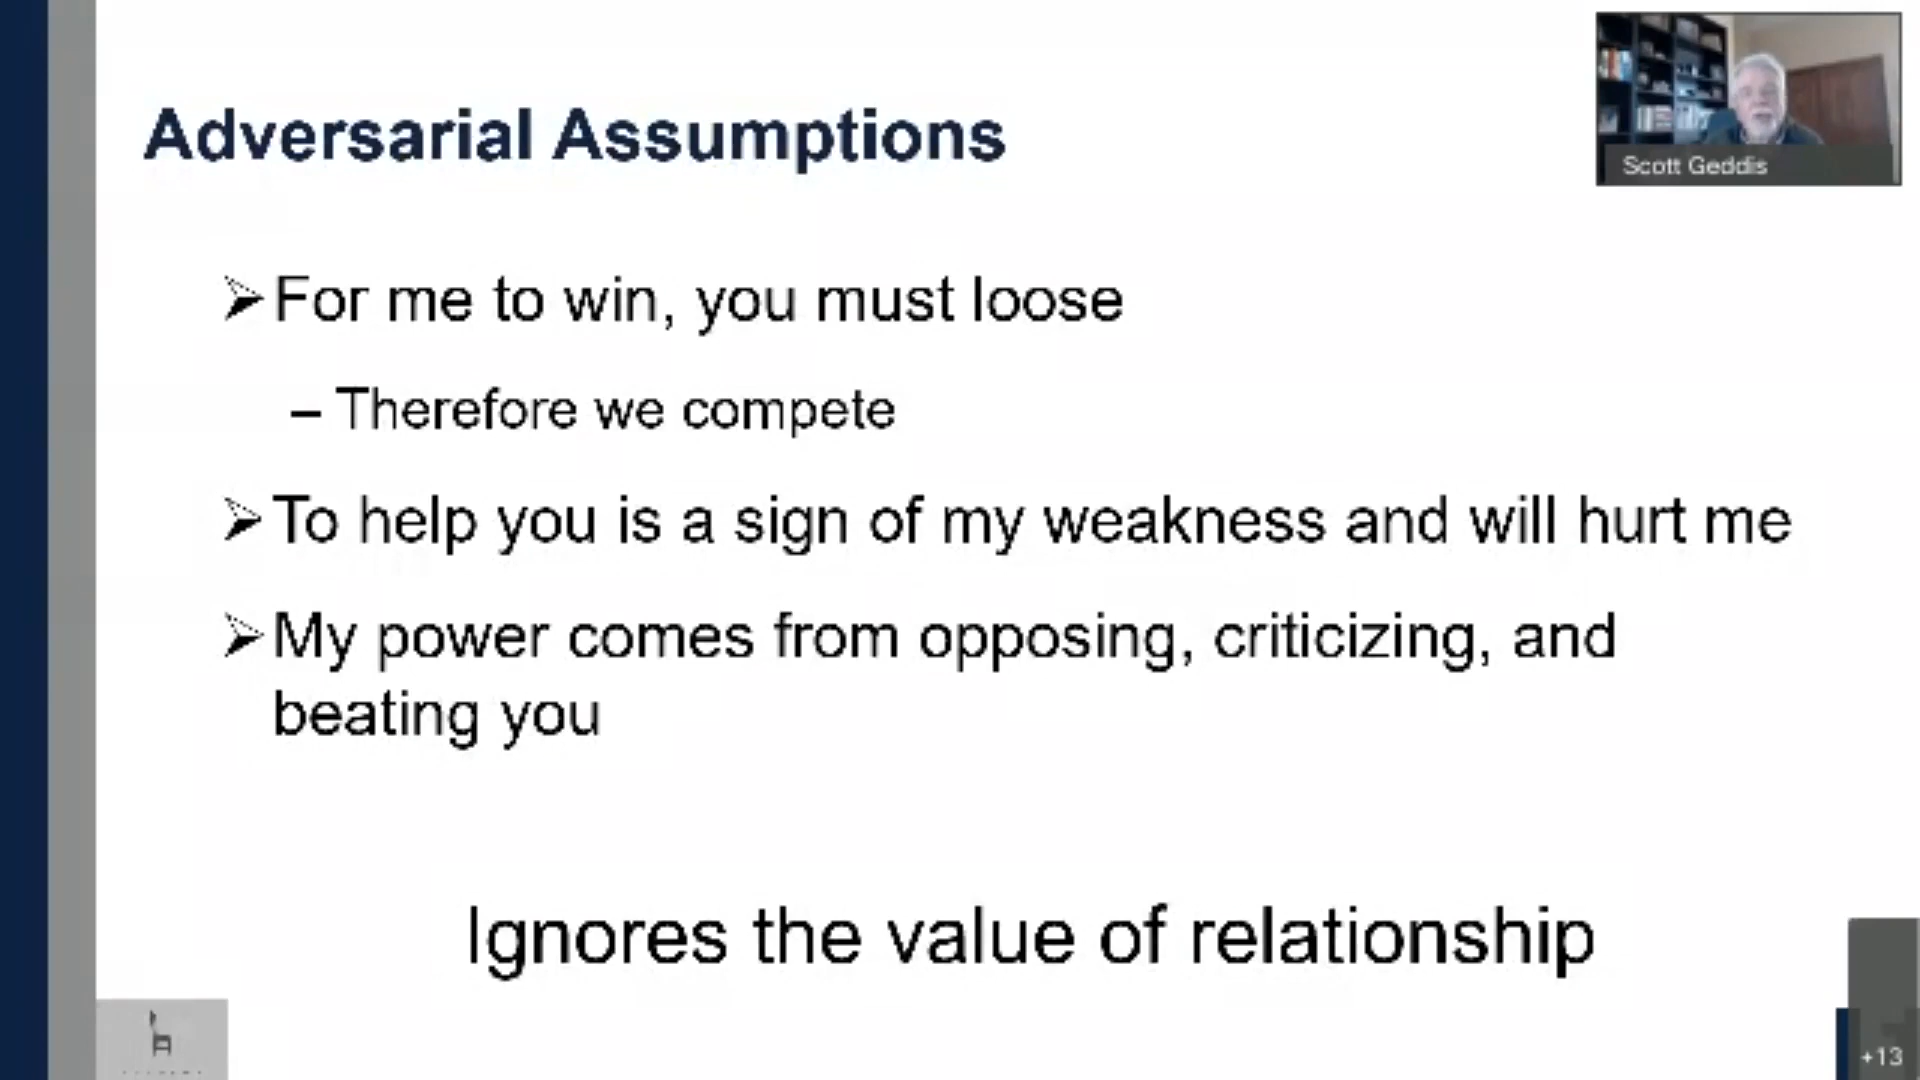 Adversarial Assumptions
Scott Geddis
➢For me to win, you must loose
– Therefore we compete
➢To help you is a sign of my weakness and will hurt me
➢My power comes from opposing, criticizing, and
beating you
Ignores the value of relationship
+13